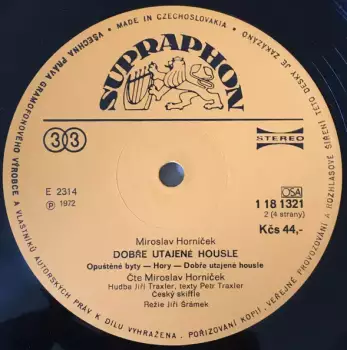 MADE IN CZECHOSLOVAKIA
VŠECHNA PRÁVA GRAMOFONOVÉHO VÝROBCE A VLASTNÍKŮ AUTORSKÝCH PRÁV K DÍLU VYHRAŽENA. POŘIZOVÁNÍ KOPIÍ, VEŘEJNÉ PROVOZOVÁNÍ A ROZHLASOVÉ ŠÍŘENÍ TÉTO DESKY JE ZAKÁZÁNO
SUPRAPHON
33
STEREO
E 2314
Ⓟ 1972
OSA
1 18 1321
2 (4 strany)
Kčs 44,-
Miroslav Horníček
DOBŘE UTAJENÉ HOUSLE
Opuštěné byty — Hory — Dobře utajené housle
Čte Miroslav Horníček
Hudba Jiří Traxler, texty Petr Traxler
Český skiffle
Režie Jiří Šrámek